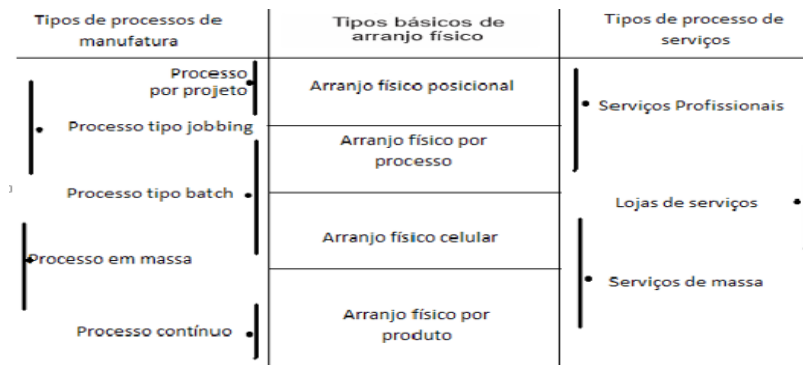 Tipos de processos de
manufatura
Tipos básicos de
arranjo físico
Tipos de processo de
serviços
Processo
por projeto
Processo tipo jobbing
Processo tipo batch
Processo em massa
Processo contínuo
Arranjo físico posicional
Arranjo físico por
processo
Arranjo físico celular
Arranjo físico por
produto
Serviços Profissionais
Lojas de serviços
Serviços de massa